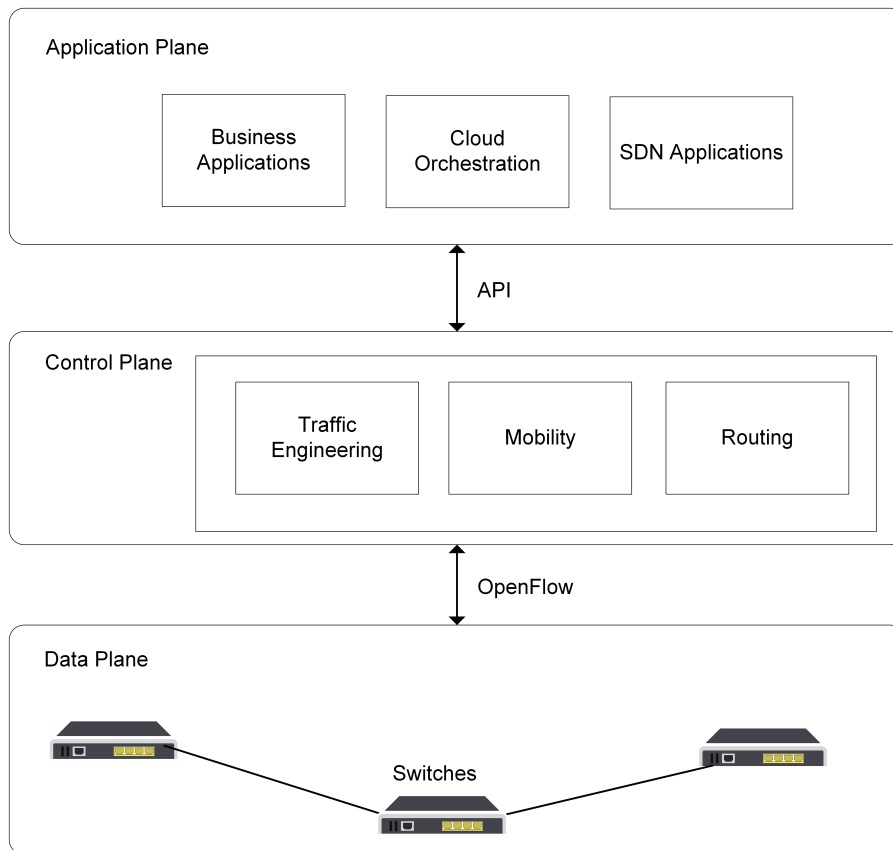 Application Plane
Business
Applications
Cloud
Orchestration
SDN Applications
API
Control Plane
Traffic
Engineering
Mobility
Routing
OpenFlow
Data Plane
Switches